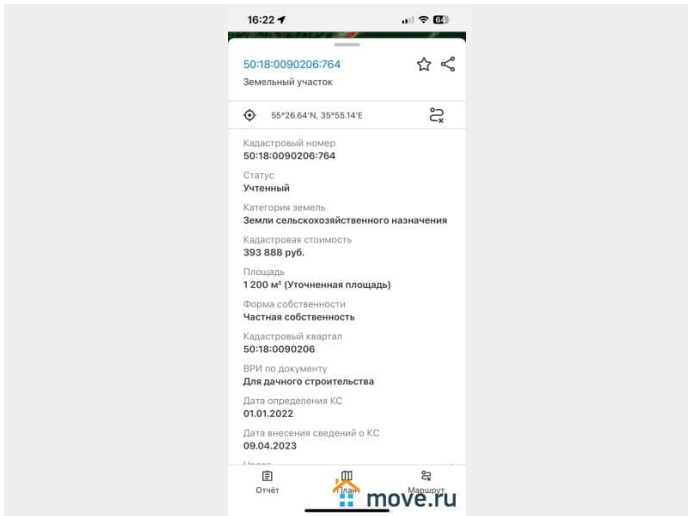 16:22
64
50:18:0090206:764
Земельный участок
55°26.64'N, 35°55.14'E
Кадастровый номер
50:18:0090206:764
Статус
Учтенный
Категория земель
Земли сельскохозяйственного назначения
Кадастровая стоимость
393 888 руб.
Площадь
1 200 м² (Уточненная площадь)
Форма собственности
Частная собственность
Кадастровый квартал
50:18:0090206
ВРИ по документу
Для дачного строительства
Дата определения КС
01.01.2022
Дата внесения сведений о КС
09.04.2023
Отчёт План Маршрут
move.ru